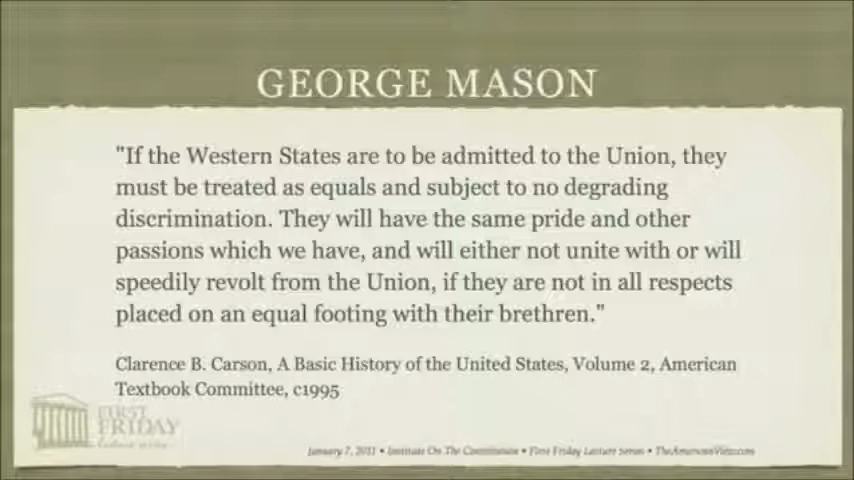 GEORGE MASON
"If the Western States are to be admitted to the Union, they
must be treated as equals and subject to no degrading
discrimination. They will have the same pride and other
passions which we have, and will either not unite with or will
speedily revolt from the Union, if they are not in all respects
placed on an equal footing with their brethren."
Clarence B. Carson, A Basic History of the United States, Volume 2, American
Textbook Committee, c1995
FIRST
FRIDAY
Lecture Series
January 7, 2011 • Institute On The Constitution • First Friday Lecture Series • TheAmericanView.com